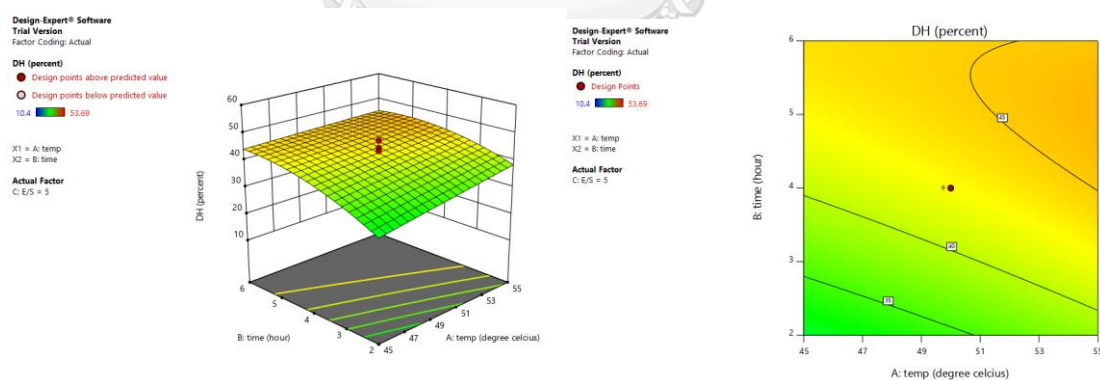 Design-Expert® Software
Trial Version
Factor Coding: Actual
DH (percent)
Design points above predicted value
Design points below predicted value
10.4 53.69
X1 = A: temp
X2 = B: time
Actual Factor
C: E/S = 5
DH (percent)
60
50
40
30
20
10
6
5
4
3
2
45
47
49
51
53
55
B: time (hour)
A: temp (degree celcius)
Design-Expert® Software
Trial Version
Factor Coding: Actual
DH (percent)
Design Points
10.4 53.69
X1 = A: temp
X2 = B: time
Actual Factor
C: E/S = 5
DH (percent)
B: time (hour)
6
5
4
3
2
45
47
49
51
53
55
A: temp (degree celcius)
6
40
35